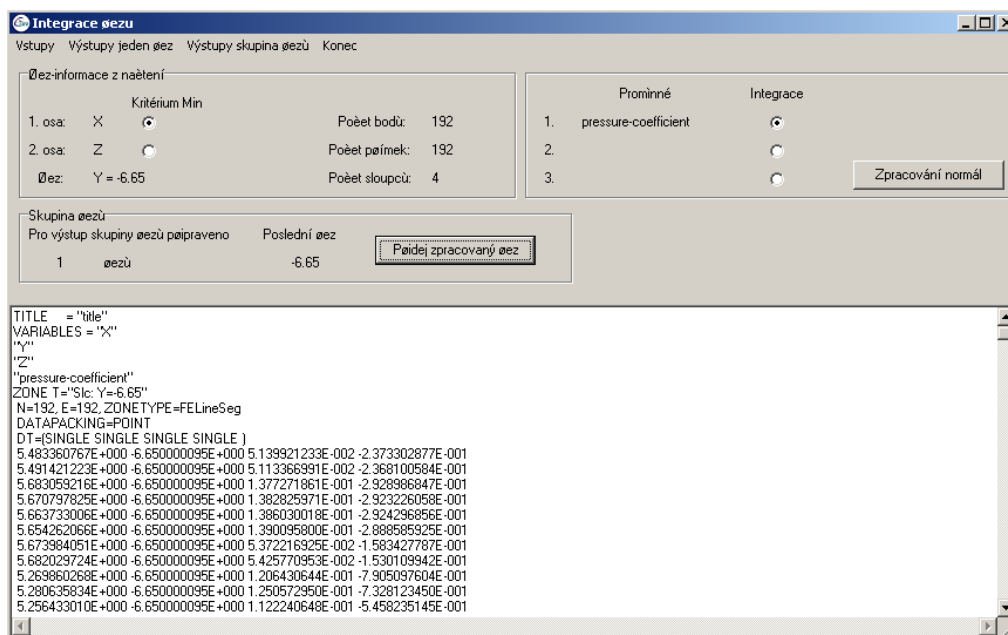 Integrace øezu
Vstupy Výstupy jeden øez Výstupy skupina øezù Konec
Øez-informace z naètení
Kritérium Min
1. osa: X Poèet bodù: 192
2. osa: Z Poèet pøímek: 192
Øez: Y = -6.65 Poèet sloupcù: 4
Promìnné Integrace
1. pressure-coefficient
2.
3.
Zpracování normál
Skupina øezù
Pro výstup skupiny øezù pøipraveno Poslední øez
1 øezù -6.65
Pøidej zpracovaný øez
TITLE = "title"
VARIABLES = "X"
"Y"
"Z"
"pressure-coefficient"
ZONE T="Slc: Y=-6.65"
N=192, E=192, ZONETYPE=FELineSeg
DATAPACKING=POINT
DT=(SINGLE SINGLE SINGLE SINGLE )
5.483360767E+000 -6.650000095E+000 5.139921233E-002 -2.373302877E-001
5.491421223E+000 -6.650000095E+000 5.113366991E-002 -2.368100584E-001
5.683059216E+000 -6.650000095E+000 1.377271861E-001 -2.928986847E-001
5.670797825E+000 -6.650000095E+000 1.382825971E-001 -2.923226058E-001
5.663733006E+000 -6.650000095E+000 1.386030018E-001 -2.924296856E-001
5.654262066E+000 -6.650000095E+000 1.390095800E-001 -2.888585925E-001
5.673984051E+000 -6.650000095E+000 5.372216925E-002 -1.583427787E-001
5.682029724E+000 -6.650000095E+000 5.425770953E-002 -1.530109942E-001
5.269860268E+000 -6.650000095E+000 1.206430644E-001 -7.905097604E-001
5.280635834E+000 -6.650000095E+000 1.250572950E-001 -7.328123450E-001
5.256433010E+000 -6.650000095E+000 1.122240648E-001 -5.458235145E-001